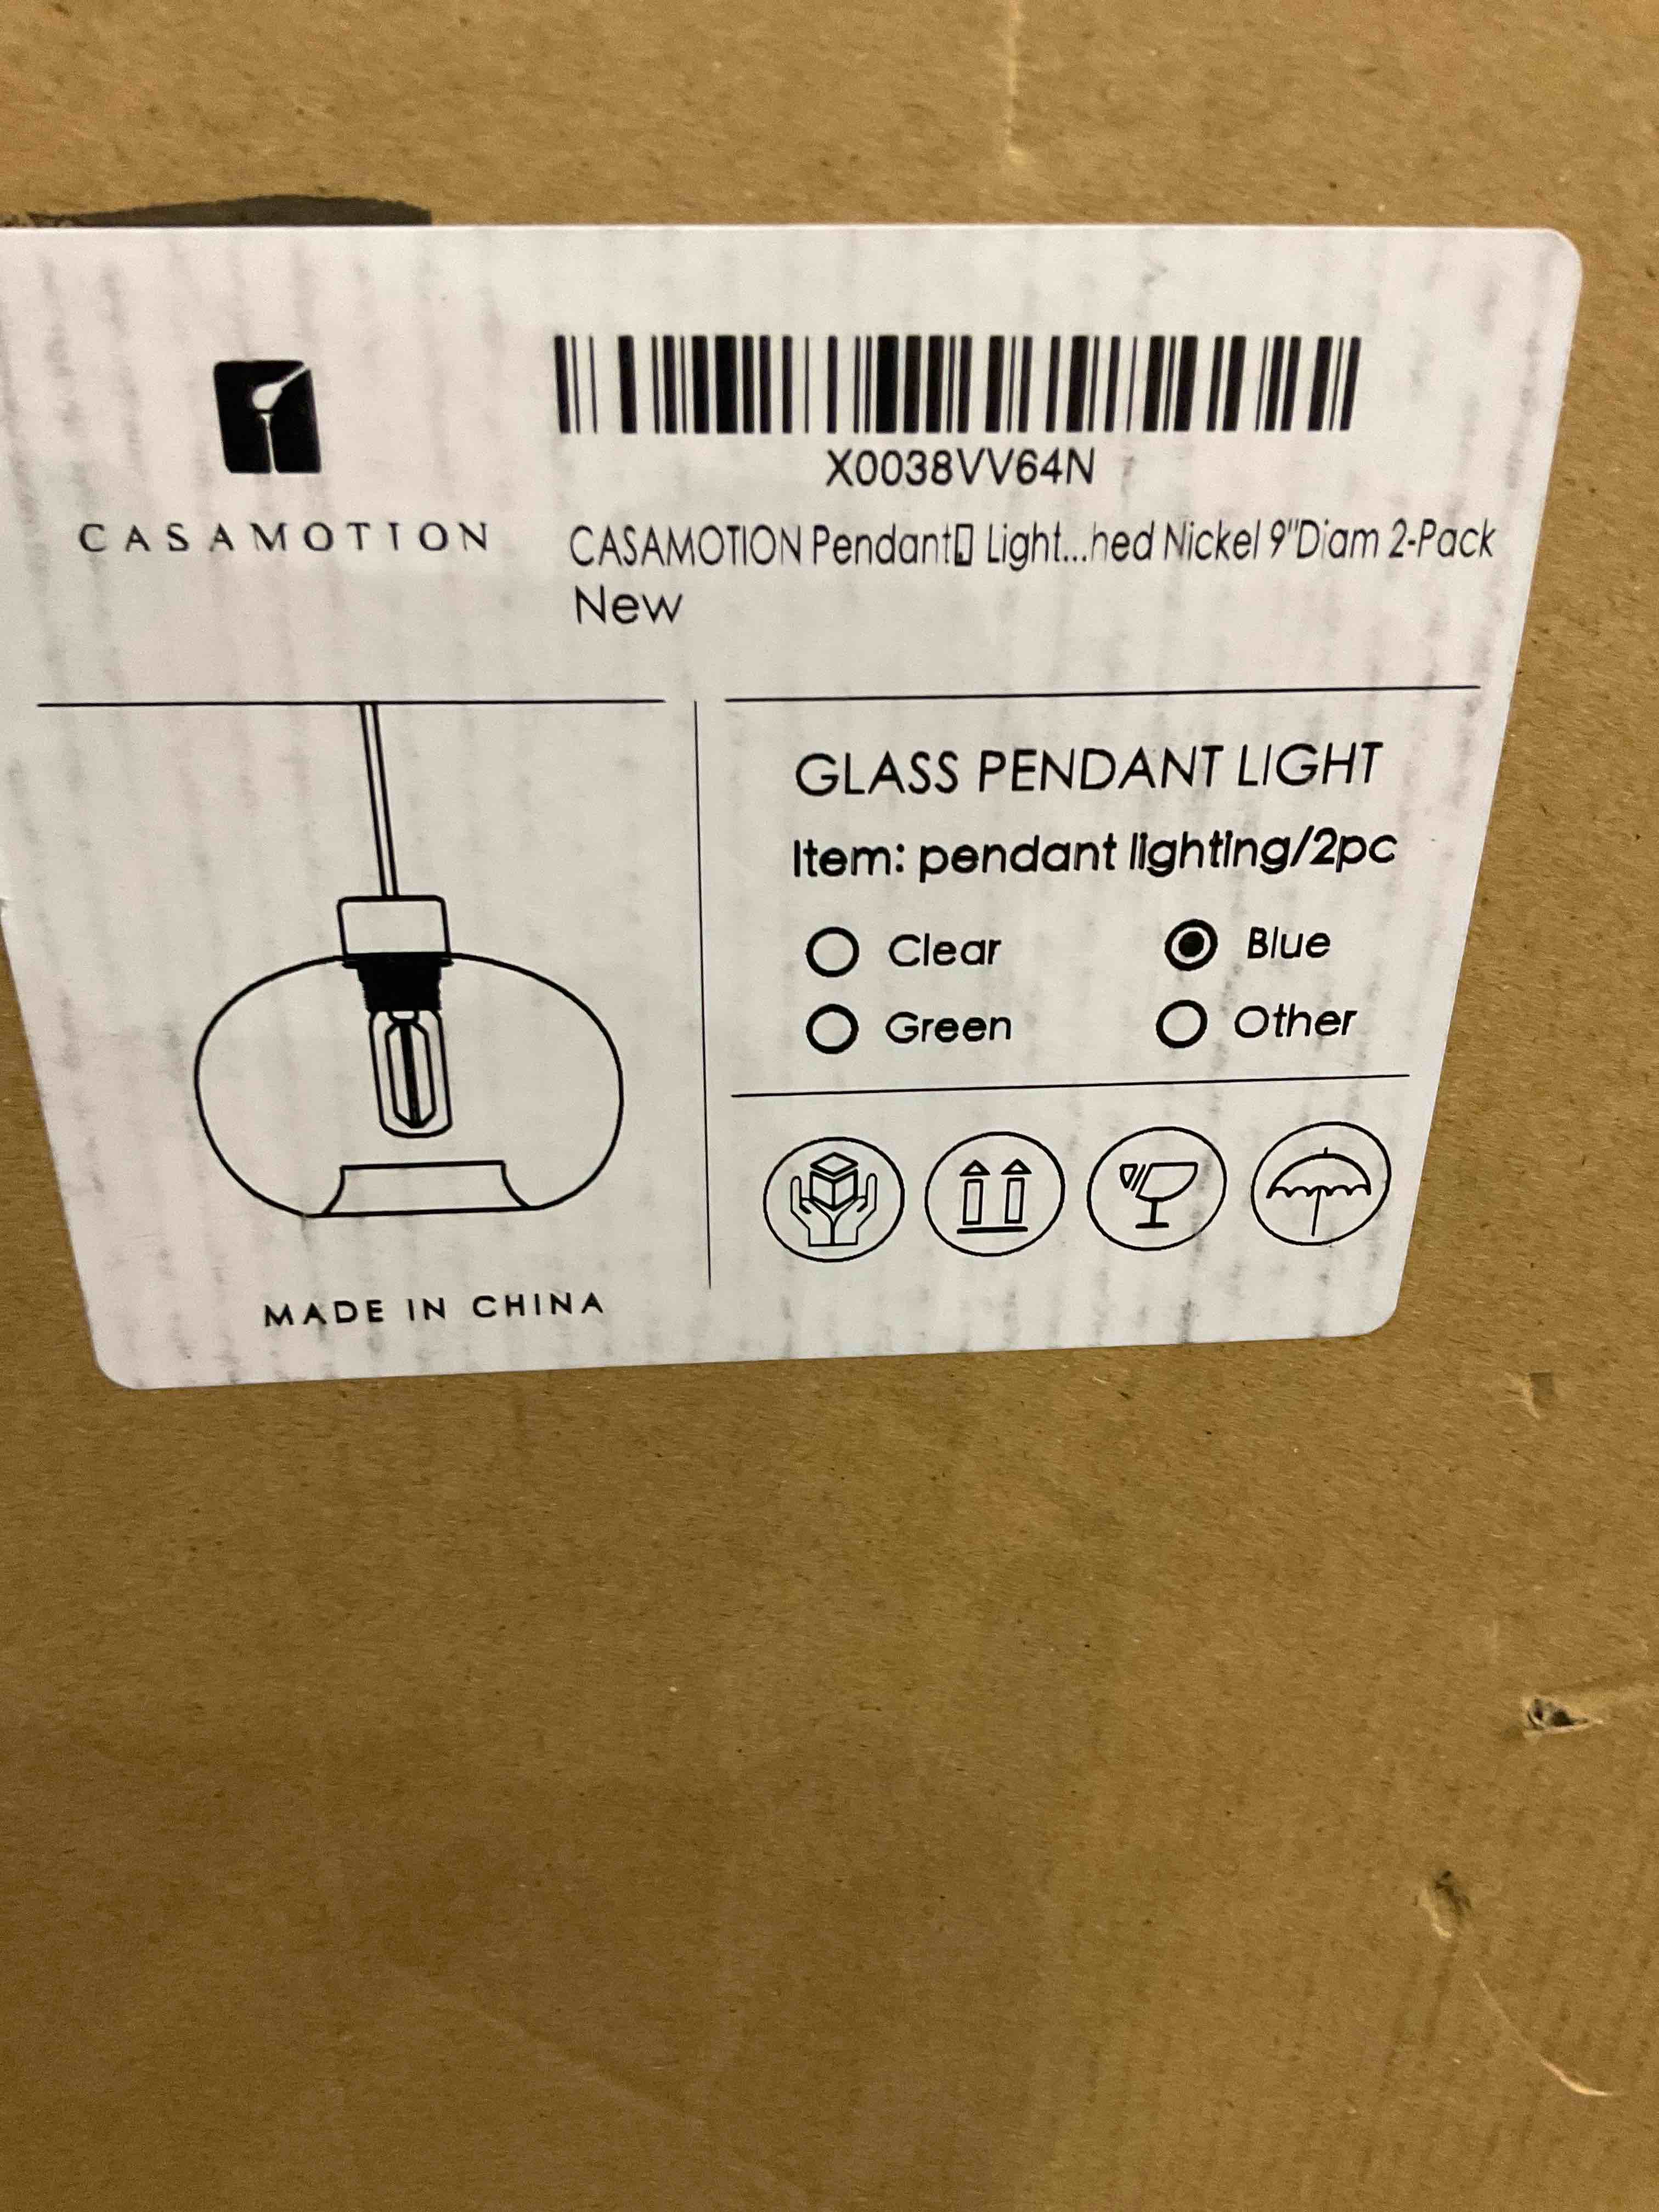 CASAMOTION
X0038VV64N
CASAMOTION Pendant▯ Light...hed Nickel 9"Diam 2-Pack
New
GLASS PENDANT LIGHT
Item: pendant lighting/2pc
Clear
Blue
Green
Other
MADE IN CHINA